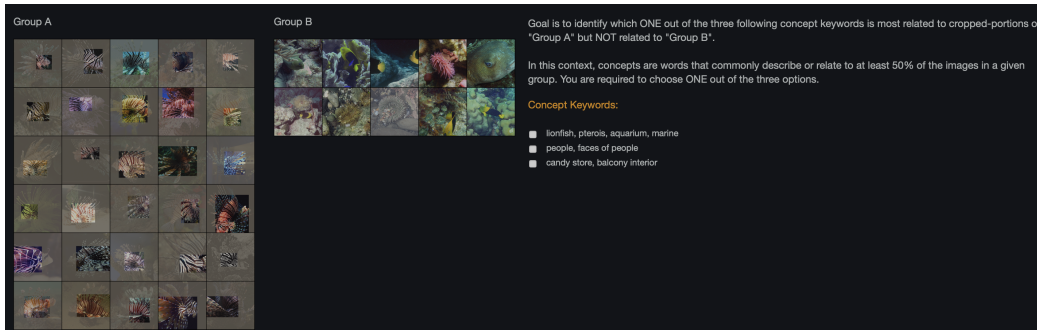 Group A
Group B
Goal is to identify which ONE out of the three following concept keywords is most related to cropped-portions o
"Group A" but NOT related to "Group B".
In this context, concepts are words that commonly describe or relate to at least 50% of the images in a given
group. You are required to choose ONE out of the three options.
Concept Keywords:
lionfish, pterois, aquarium, marine
people, faces of people
candy store, balcony interior